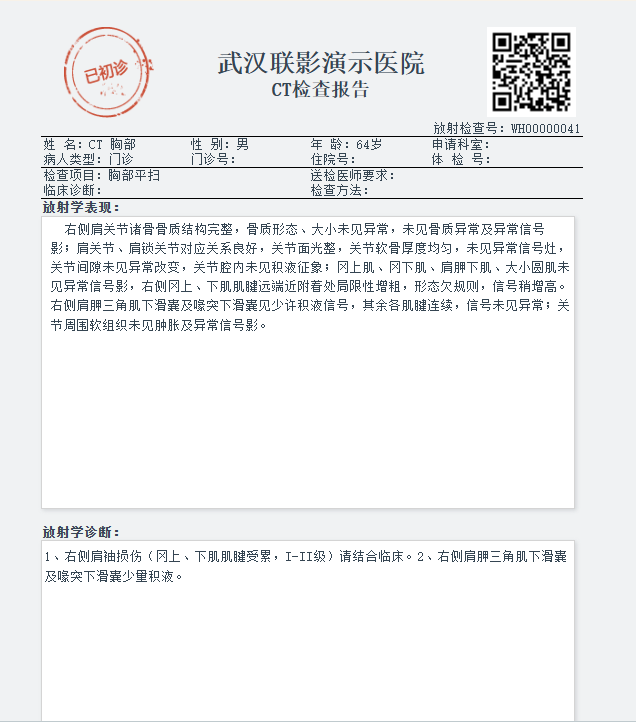 已初诊
武汉联影演示医院
CT检查报告
放射检查号：WH00000041
姓 名：CT 胸部 性 别：男 年 龄：64岁 申请科室：
病人类型：门诊 门诊号： 住院号： 体 检 号：
检查项目：胸部平扫 送检医师要求：
临床诊断： 检查方法：
放射学表现：
右侧肩关节诸骨骨质结构完整，骨质形态、大小未见异常，未见骨质异常及异常信号
影；肩关节、肩锁关节对应关系良好，关节面光整，关节软骨厚度均匀，未见异常信号灶，
关节间隙未见异常改变，关节腔内未见积液征象；冈上肌、冈下肌、肩胛下肌、大小圆肌未
见异常信号影，右侧冈上、下肌肌腱远端近附着处局限性增粗，形态欠规则，信号稍增高。
右侧肩胛三角肌下滑囊及喙突下滑囊见少许积液信号，其余各肌腱连续，信号未见异常；关
节周围软组织未见肿胀及异常信号影。
放射学诊断：
1、右侧肩袖损伤（冈上、下肌肌腱受累，I-II级）请结合临床。2、右侧肩胛三角肌下滑囊
及喙突下滑囊少量积液。